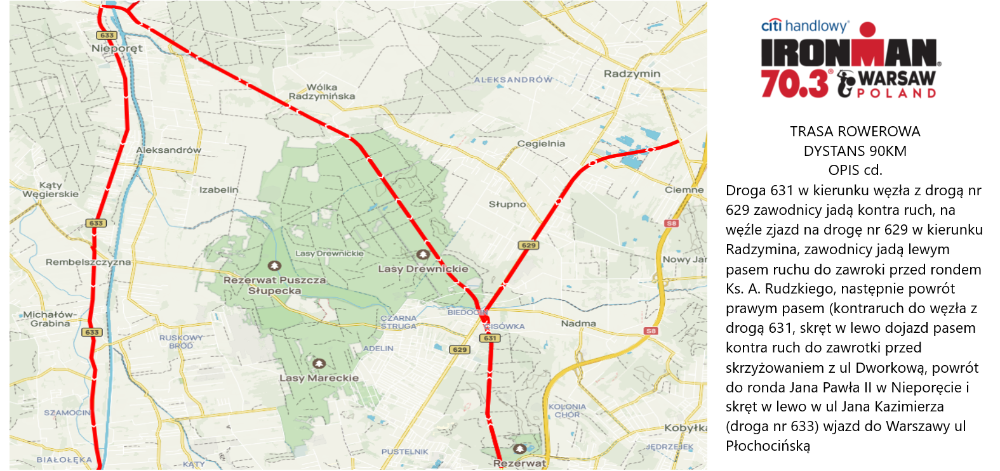 citi handlowy®
IRONMAN®
70.3® WARSAW
POLAND
TRASA ROWEROWA
DYSTANS 90KM
OPIS cd.
Droga 631 w kierunku węzła z drogą nr
629 zawodnicy jadą kontra ruch, na
węźle zjazd na drogę nr 629 w kierunku
Radzymina, zawodnicy jadą lewym
pasem ruchu do zawroki przed rondem
Ks. A. Rudzkiego, następnie powrót
prawym pasem (kontraruch do węzła z
drogą 631, skręt w lewo dojazd pasem
kontra ruch do zawrotki przed
skrzyżowaniem z ul Dworkową, powrót
do ronda Jana Pawła II w Nieporęcie i
skręt w lewo w ul Jana Kazimierza
(droga nr 633) wjazd do Warszawy ul
Płochocińską
633
Nieporęt
Radzymin
ALEKSANDRÓW
Wólka
Radzymińska
Cegielnia
Aleksandrów
Kąty
Węgierskie
Izabelin
Ciemne
Słupno
633
S8
629
Lasy Drewnickie
Rembelszczyzna
Lasy Drewnickie
Nowy Jan
Rezerwat Puszcza
Słupecka
Michałów-
Grabina
BIEDOCIN
CZARNA
STRUGA
CISÓWKA
Nadma
633
S8
RUSKOWY
BRÓD
631
ADELIN
629
Lasy Mareckie
SZAMOCIN
KOLONIA
CHÓR
Kobyłka
PUSTELNIK
JĘDRZEJEK
BIAŁOŁĘKA
KĄTY
Rezerwat